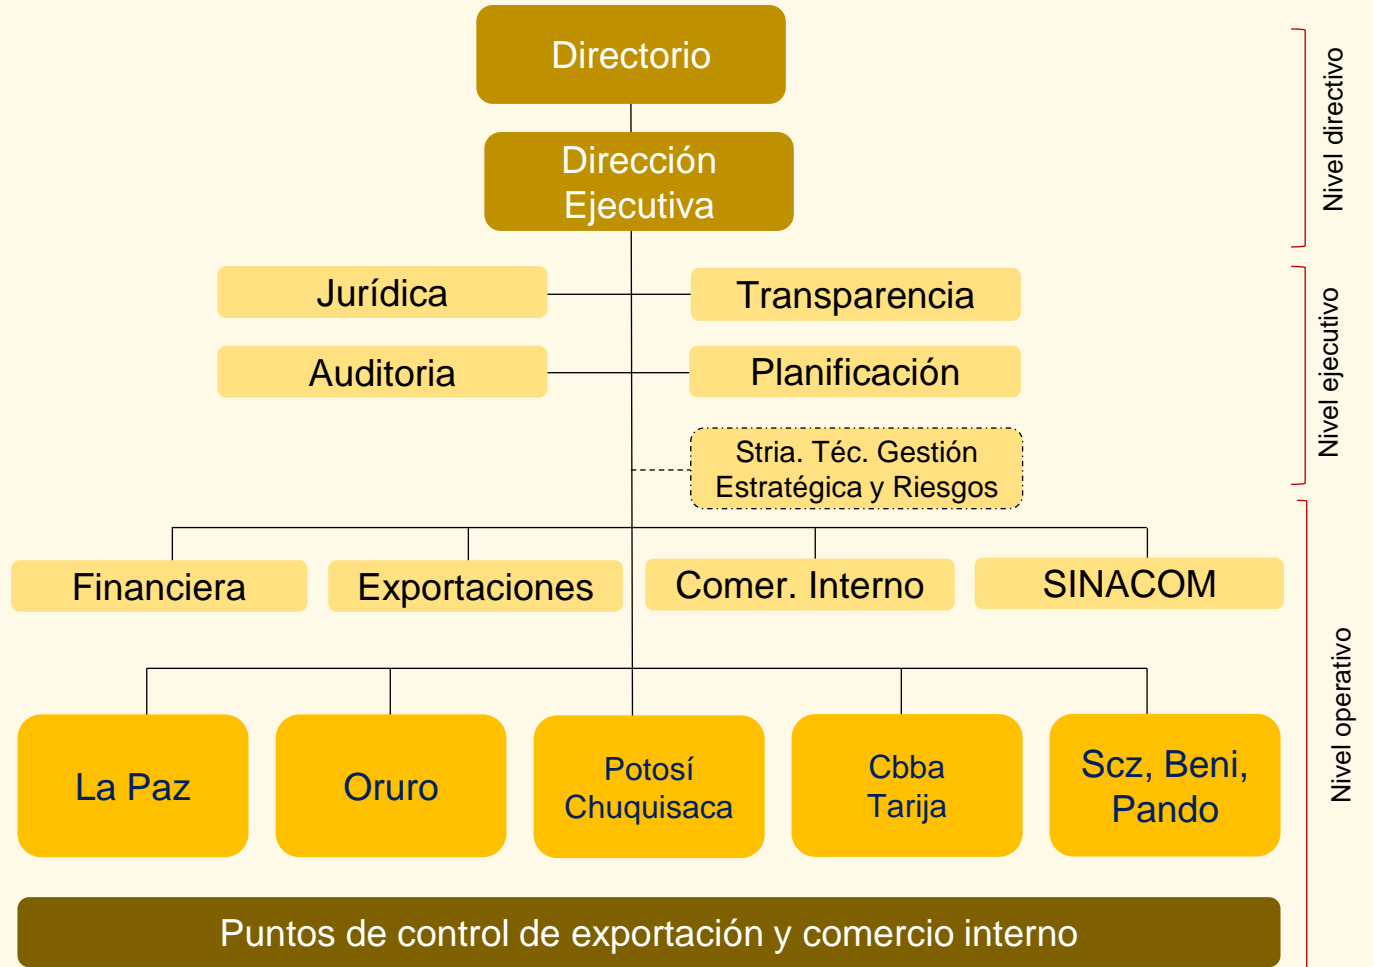 Directorio
Dirección
Ejecutiva
Nivel directivo
Jurídica
Transparencia
Auditoria
Planificación
Stria. Téc. Gestión
Estratégica y Riesgos
Nivel ejecutivo
Financiera
Exportaciones
Comer. Interno
SINACOM
La Paz
Oruro
Potosí
Chuquisaca
Cbba
Tarija
Scz, Beni,
Pando
Nivel operativo
Puntos de control de exportación y comercio interno